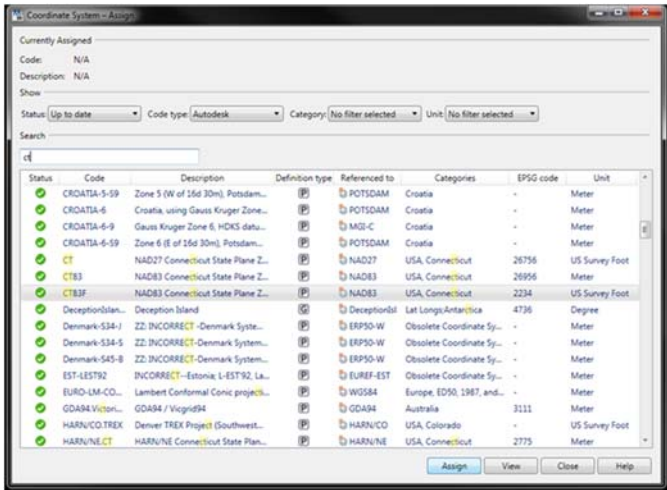 Coordinate System – Assign
Currently Assigned
Code: N/A
Description: N/A
Show
Status: Up to date Code type: Autodesk Category: No filter selected Unit: No filter selected
Search
ct
Status Code Description Definition type Referenced to Categories EPSG code Unit
CROATIA-5-S9 Zone 5 (W of 16d 30m), Potsdam... P POTSDAM Croatia - Meter
CROATIA-6 Croatia, using Gauss Kruger Zone... P POTSDAM Croatia - Meter
CROATIA-6-9 Gauss Kruger Zone 6, HDKS datu... P MGI-C Croatia - Meter
CROATIA-6-S9 Zone 6 (E of 16d 30m), Potsdam... P POTSDAM Croatia - Meter
CT NAD27 Connecticut State Plane Z... P NAD27 USA, Connecticut 26756 US Survey Foot
CT83 NAD83 Connecticut State Plane Z... P NAD83 USA, Connecticut 26956 Meter
CT83F NAD83 Connecticut State Plane Z... P NAD83 USA, Connecticut 2234 US Survey Foot
DeceptionIslan... Deception Island G DeceptionIsl Lat Longs;Antarctica 4736 Degree
Denmark-S34-J ZZ: INCORRECT -Denmark Syste... P ERP50-W Obsolete Coordinate Sy... - Meter
Denmark-S34-S ZZ: INCORRECT-Denmark System... P ERP50-W Obsolete Coordinate Sy... - Meter
Denmark-S45-B ZZ: INCORRECT-Denmark System... P ERP50-W Obsolete Coordinate Sy... - Meter
EST-LEST92 INCORRECT--Estonia; L-EST'92, La... P EUREF-EST Obsolete Coordinate Sy... - Meter
EURO-LM-CO... Lambert Conformal Conic projecti... P WGS84 Europe, ED50, 1987, and... - Meter
GDA94.Victori... GDA94 / Vicgrid94 P GDA94 Australia 3111 Meter
HARN/CO.TREX Denver TREX Project (Southwest... P HARN/CO USA, Colorado - US Survey Foot
HARN/NE.CT HARN/NE Connecticut State Plan... P HARN/NE USA, Connecticut 2775 Meter
Assign View Close Help